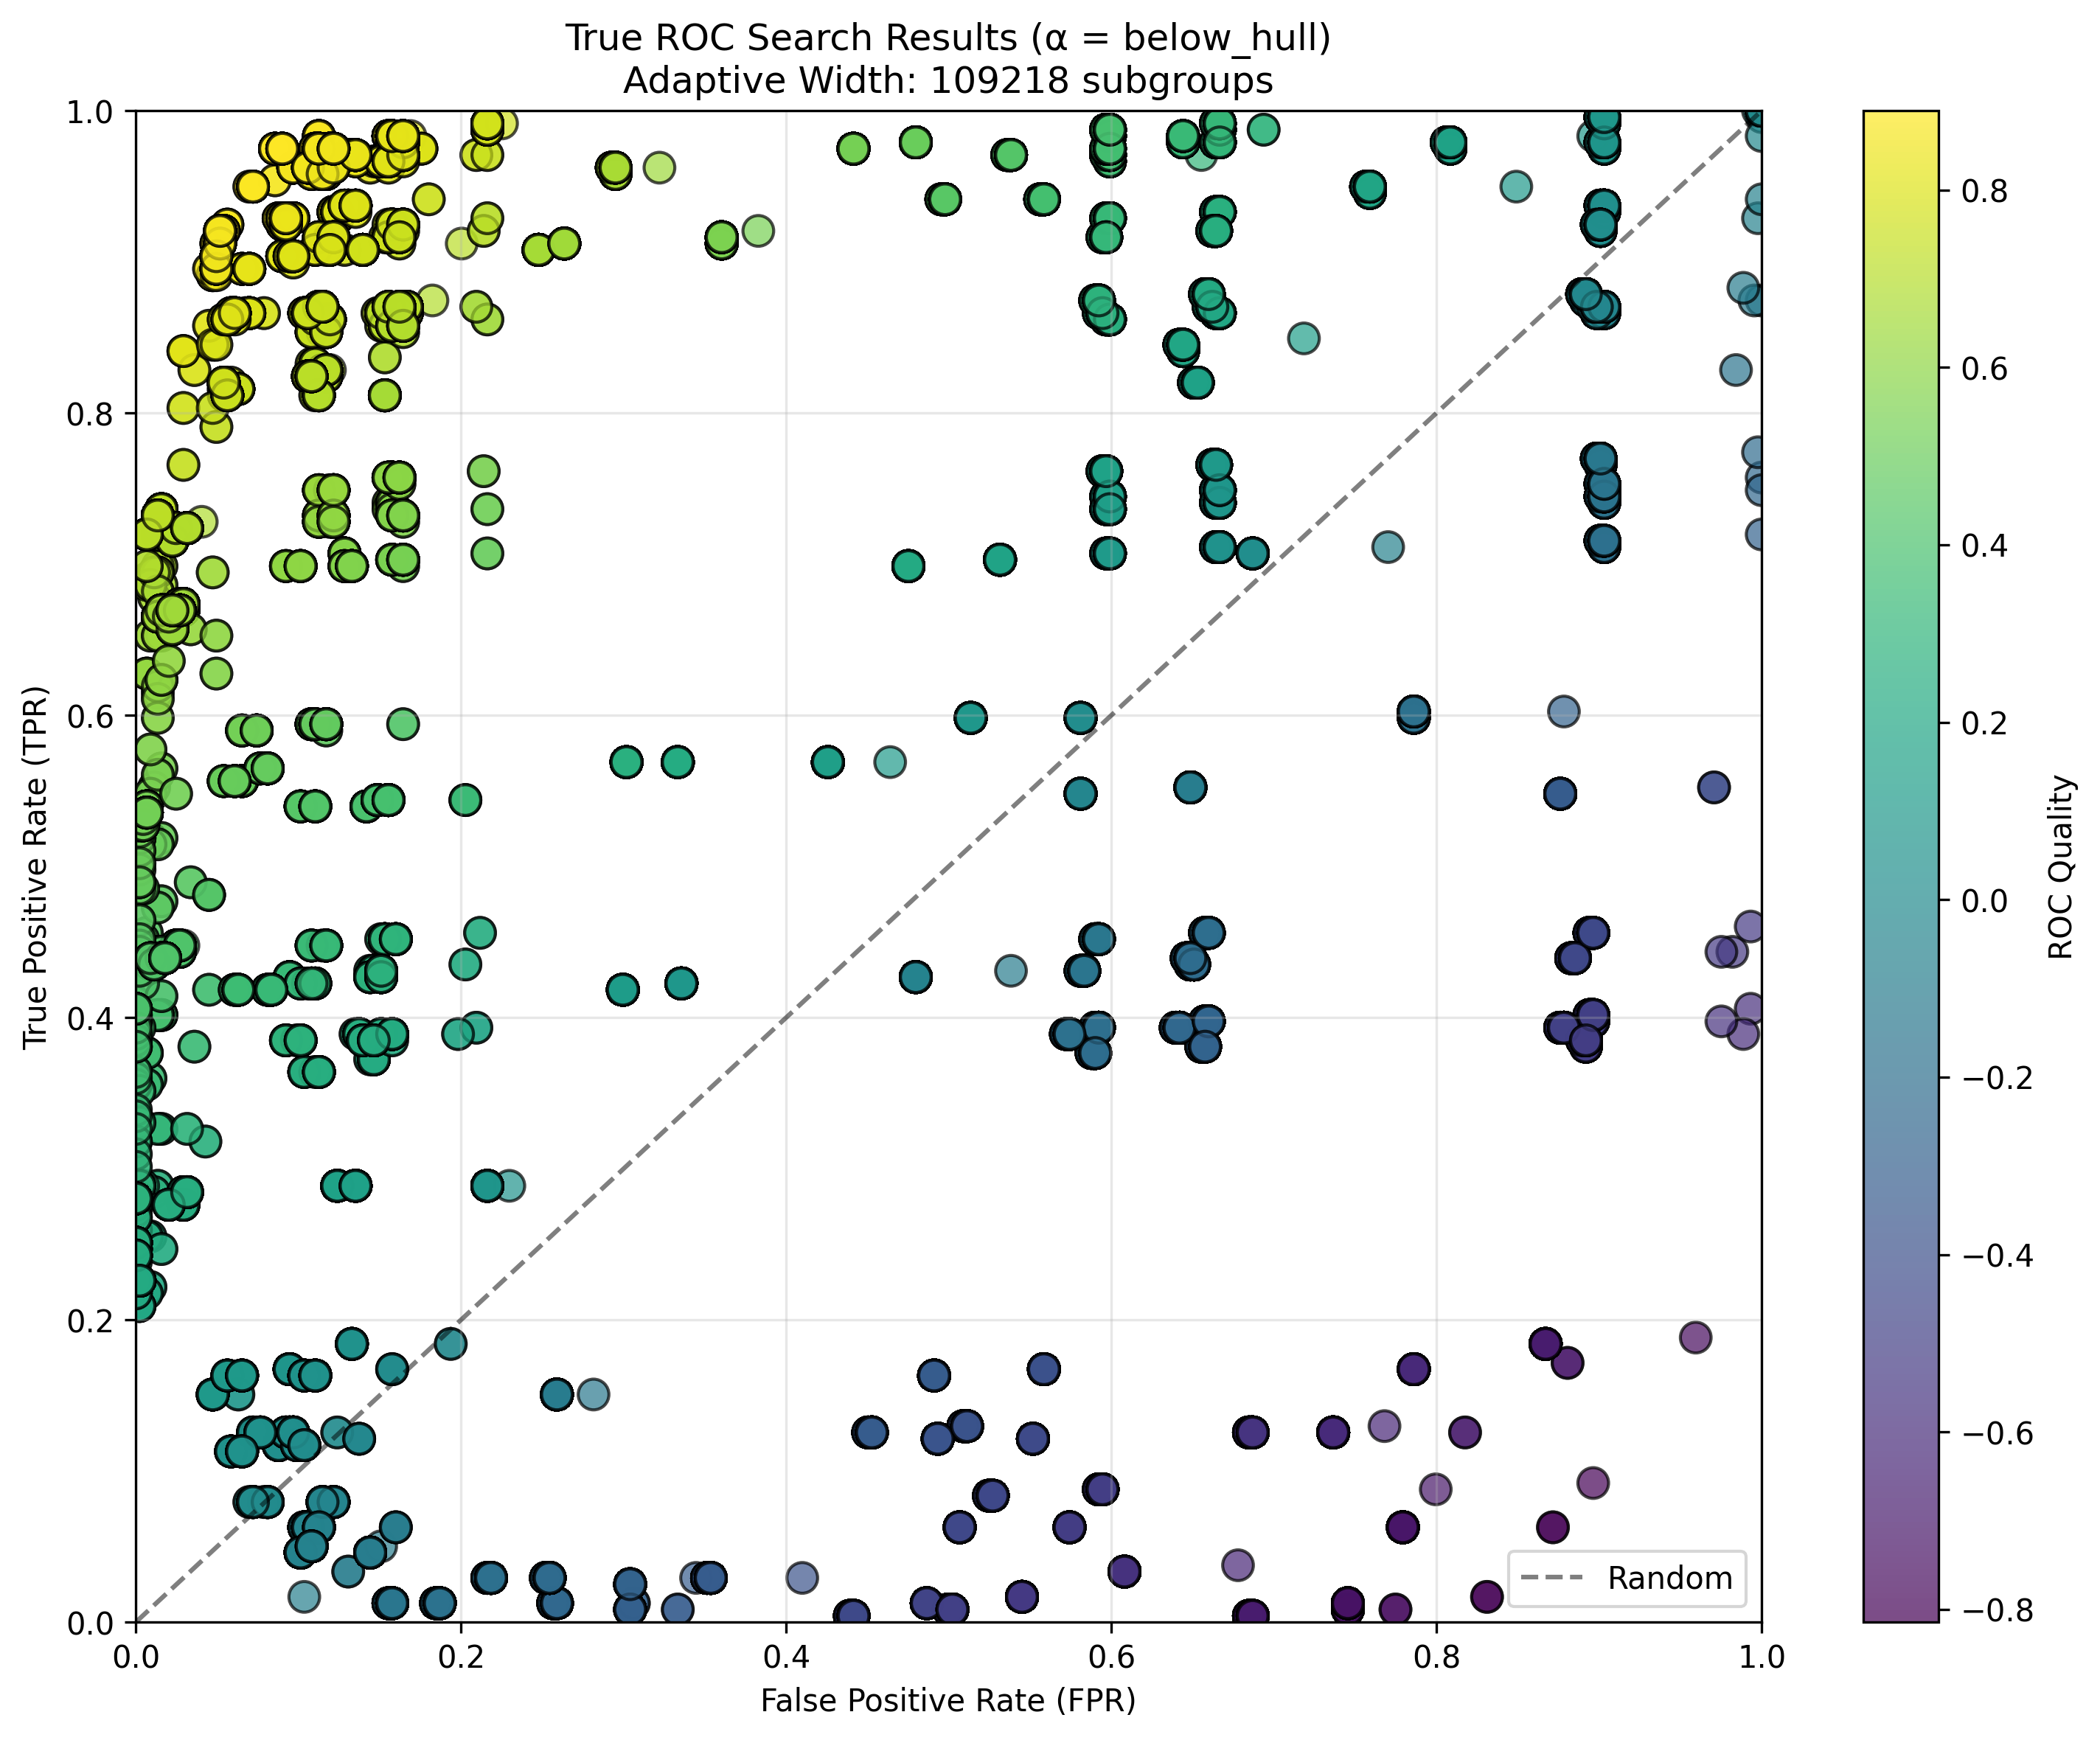 True ROC Search Results (α = below_hull)
Adaptive Width: 109218 subgroups
1.0
0.8
0.6
0.4
0.2
0.0
True Positive Rate (TPR)
0.0 0.2 0.4 0.6 0.8 1.0
False Positive Rate (FPR)
Random
0.8
0.6
0.4
0.2
0.0
−0.2
−0.4
−0.6
−0.8
ROC Quality